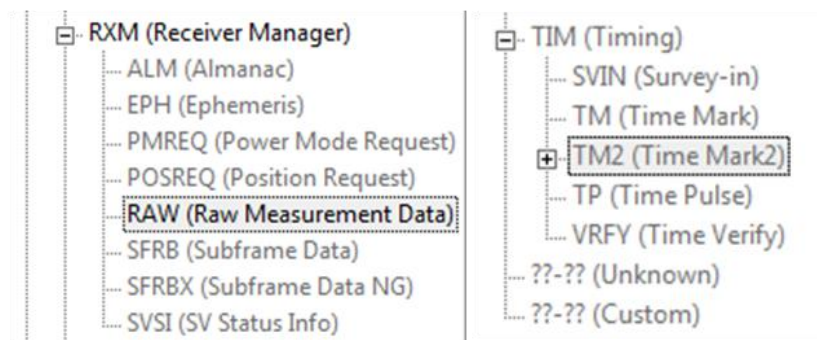 RXM (Receiver Manager)
ALM (Almanac)
EPH (Ephemeris)
PMREQ (Power Mode Request)
POSREQ (Position Request)
RAW (Raw Measurement Data)
SFRB (Subframe Data)
SFRBX (Subframe Data NG)
SVSI (SV Status Info)
TIM (Timing)
SVIN (Survey-in)
TM (Time Mark)
TM2 (Time Mark2)
TP (Time Pulse)
VRFY (Time Verify)
??-?? (Unknown)
??-?? (Custom)